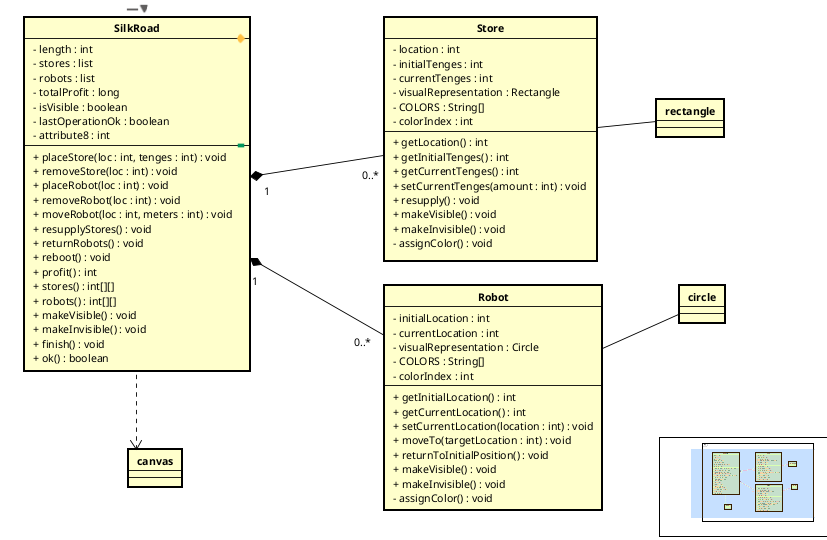 SilkRoad
- length : int
- stores : list
- robots : list
- totalProfit : long
- isVisible : boolean
- lastOperationOk : boolean
- attribute8 : int
+ placeStore(loc : int, tenges : int) : void
+ removeStore(loc : int) : void
+ placeRobot(loc : int) : void
+ removeRobot(loc : int) : void
+ moveRobot(loc : int, meters : int) : void
+ resupplyStores() : void
+ returnRobots() : void
+ reboot() : void
+ profit() : int
+ stores() : int[][]
+ robots() : int[][]
+ makeVisible() : void
+ makeInvisible() : void
+ finish() : void
+ ok() : boolean
1
0..*
1
0..*
Store
- location : int
- initialTenges : int
- currentTenges : int
- visualRepresentation : Rectangle
- COLORS : String[]
- colorIndex : int
+ getLocation() : int
+ getInitialTenges() : int
+ getCurrentTenges() : int
+ setCurrentTenges(amount : int) : void
+ resupply() : void
+ makeVisible() : void
+ makeInvisible() : void
- assignColor() : void
rectangle
Robot
- initialLocation : int
- currentLocation : int
- visualRepresentation : Circle
- COLORS : String[]
- colorIndex : int
+ getInitialLocation() : int
+ getCurrentLocation() : int
+ setCurrentLocation(location : int) : void
+ moveTo(targetLocation : int) : void
+ returnToInitialPosition() : void
+ makeVisible() : void
+ makeInvisible() : void
- assignColor() : void
circle
canvas